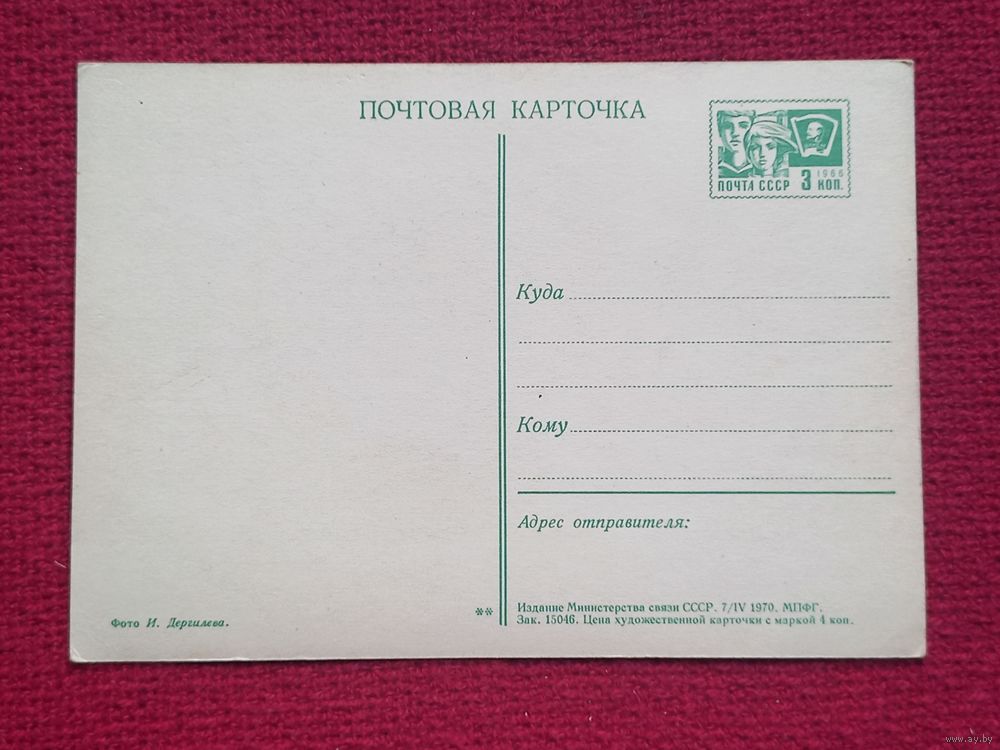 ПОЧТОВАЯ КАРТОЧКА
1966
ПОЧТА СССР 3 КОП.
Куда
Кому
Адрес отправителя:
Фото И. Дергилева.
**
Издание Министерства связи СССР. 7/IV 1970. МПФГ.
Зак. 15046. Цена художественной карточки с маркой 4 коп.
www.ay.by